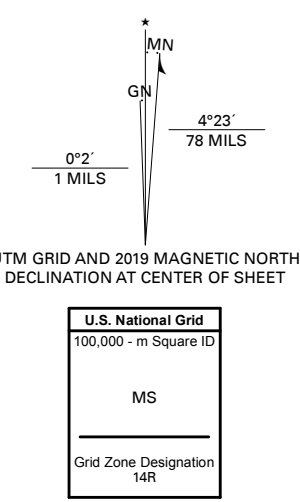 ★
MN
GN
4°23´
78 MILS
0°2´
1 MILS
UTM GRID AND 2019 MAGNETIC NORTH
DECLINATION AT CENTER OF SHEET
U.S. National Grid
100,000 - m Square ID
MS
Grid Zone Designation
14R